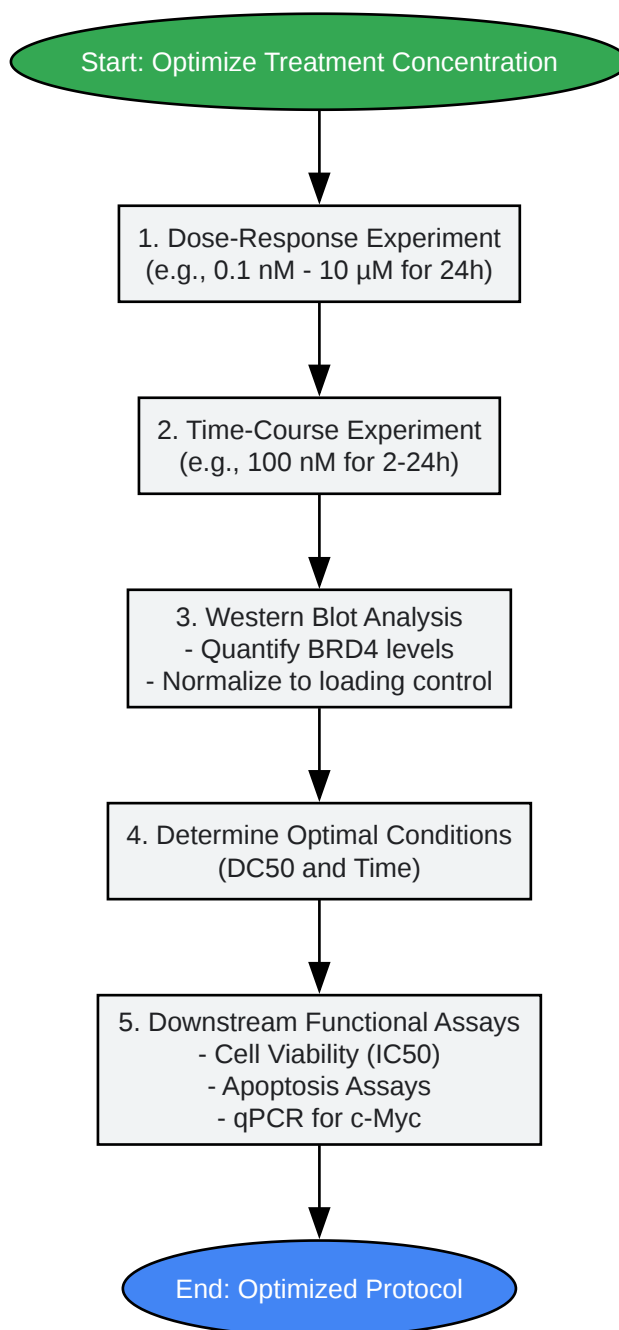 Start: Optimize Treatment Concentration
1. Dose-Response Experiment
(e.g., 0.1 nM - 10 µM for 24h)
2. Time-Course Experiment
(e.g., 100 nM for 2-24h)
3. Western Blot Analysis
- Quantify BRD4 levels
- Normalize to loading control
4. Determine Optimal Conditions
(DC50 and Time)
5. Downstream Functional Assays
- Cell Viability (IC50)
- Apoptosis Assays
- qPCR for c-Myc
End: Optimized Protocol